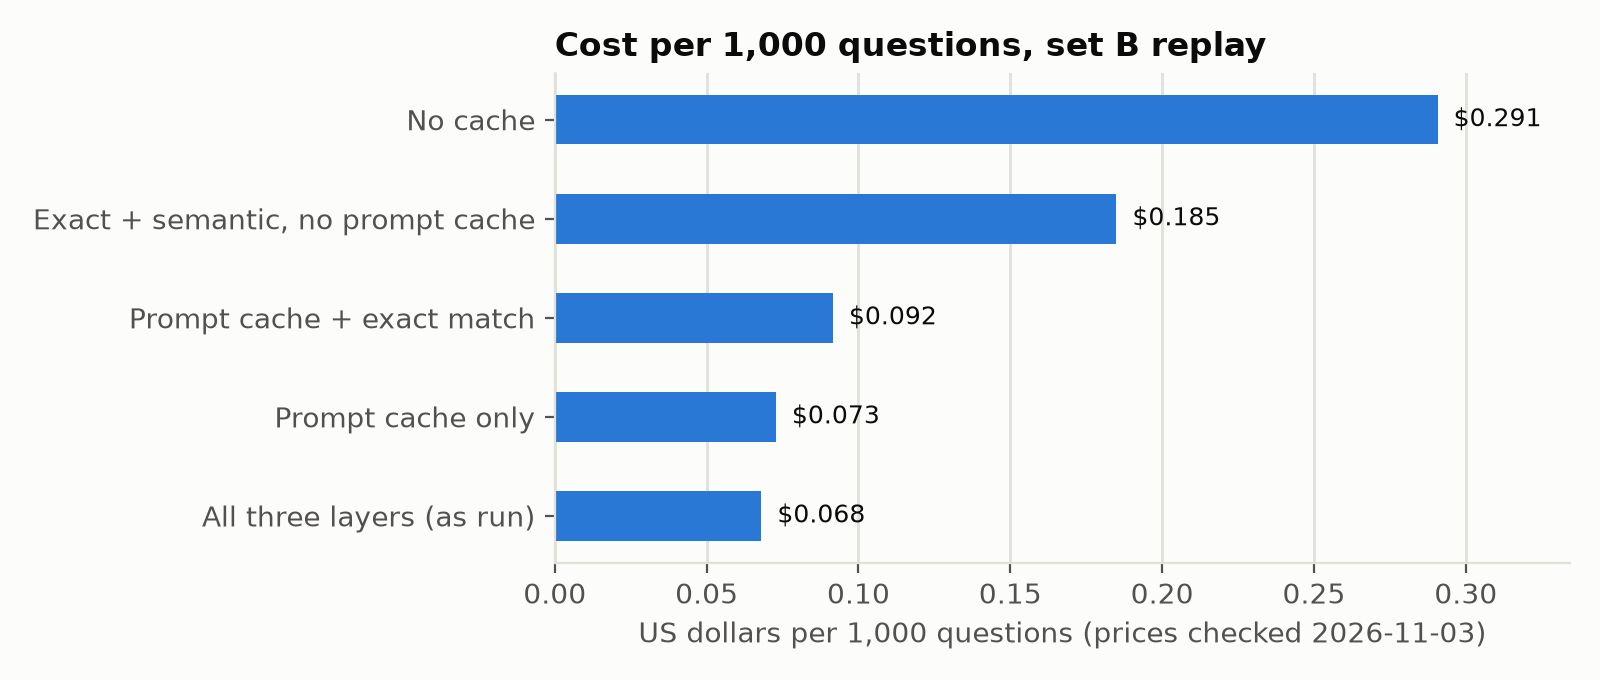 Cost per 1,000 questions, set B replay
No cache
$0.291
Exact + semantic, no prompt cache
$0.185
Prompt cache + exact match
$0.092
Prompt cache only
$0.073
All three layers (as run)
$0.068
0.00 0.05 0.10 0.15 0.20 0.25 0.30
US dollars per 1,000 questions (prices checked 2026-11-03)